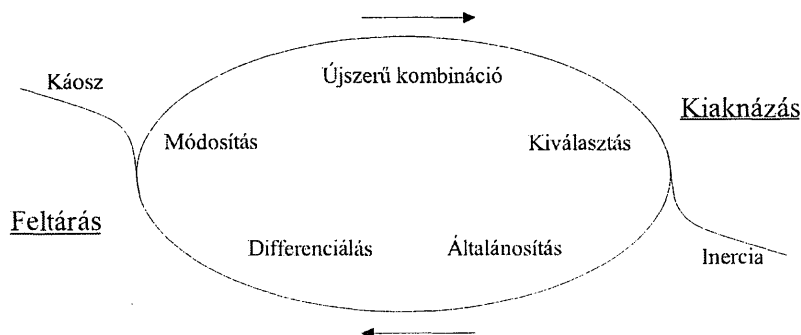 Újszerű kombináció
Káosz
Kiaknázás
Módosítás
Kiválasztás
Feltárás
Differenciálás
Általánosítás
Inercia